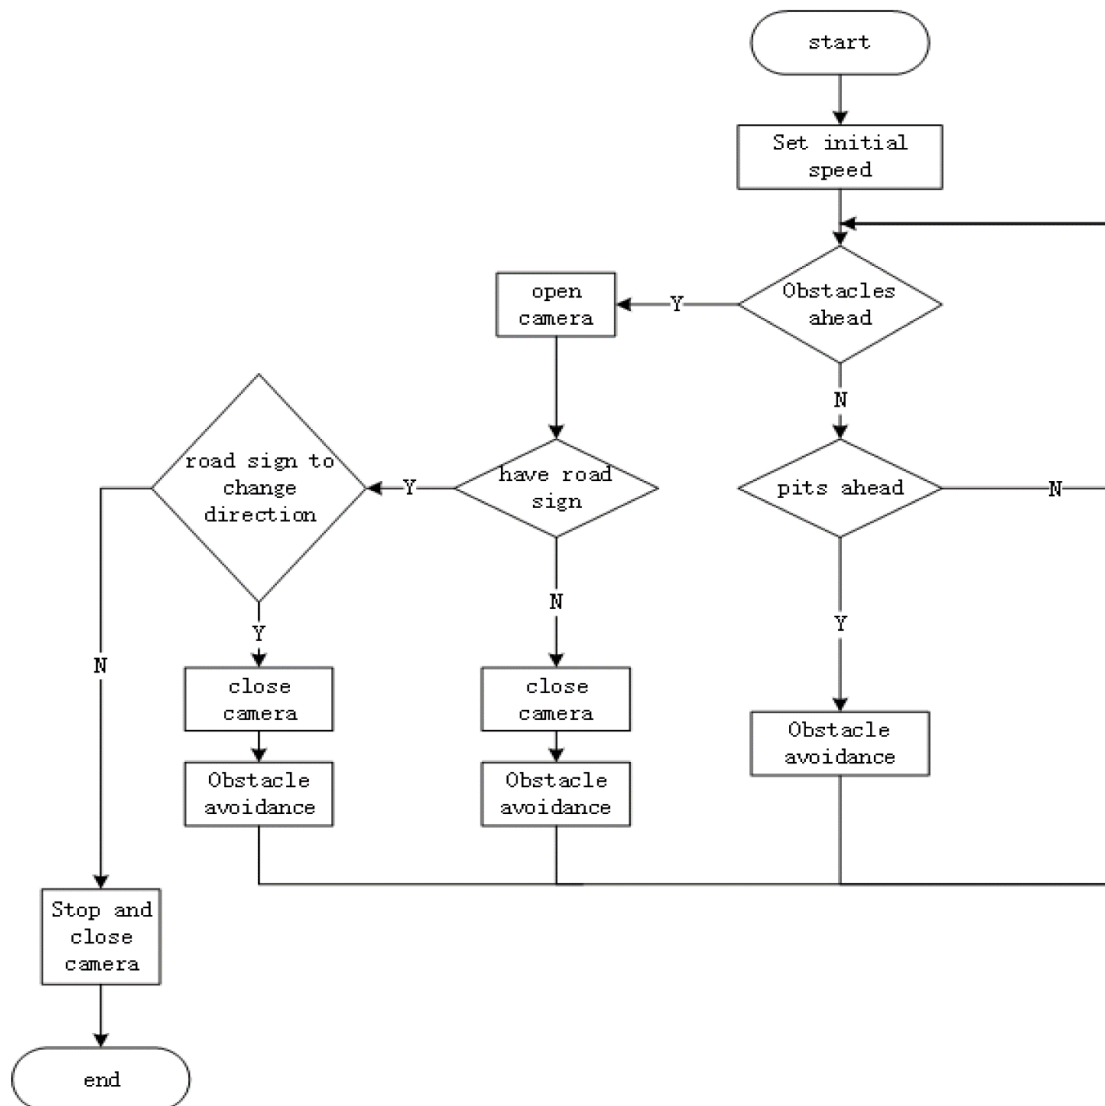 start
Set initial
speed
Obstacles
ahead
Y
open
camera
N
road sign to
change
direction
Y
have road
sign
pits ahead
N
N
Y
Y
N
close
camera
close
camera
Obstacle
avoidance
Obstacle
avoidance
Obstacle
avoidance
Stop and
close
camera
end